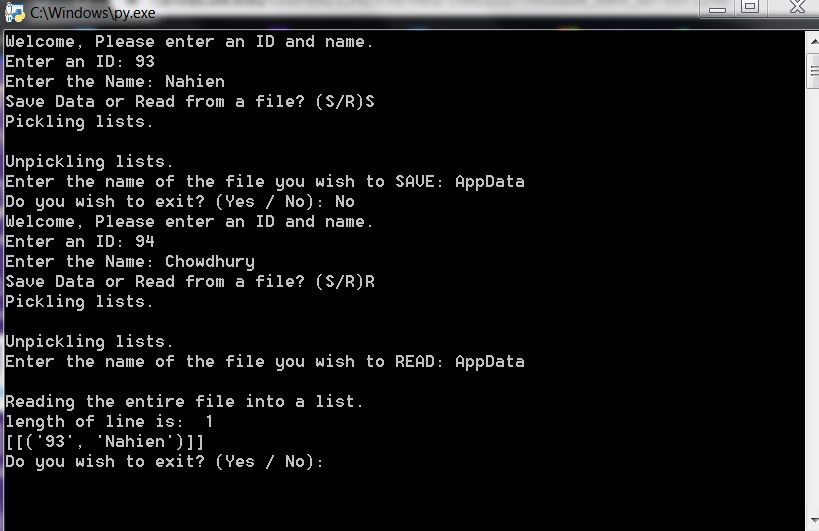 C:\Windows\py.exe
Welcome, Please enter an ID and name.
Enter an ID: 93
Enter the Name: Nahien
Save Data or Read from a file? (S/R)S
Pickling lists.
Unpickling lists.
Enter the name of the file you wish to SAVE: AppData
Do you wish to exit? (Yes / No): No
Welcome, Please enter an ID and name.
Enter an ID: 94
Enter the Name: Chowdhury
Save Data or Read from a file? (S/R)R
Pickling lists.
Unpickling lists.
Enter the name of the file you wish to READ: AppData
Reading the entire file into a list.
length of line is:  1
[[('93', 'Nahien')]]
Do you wish to exit? (Yes / No):